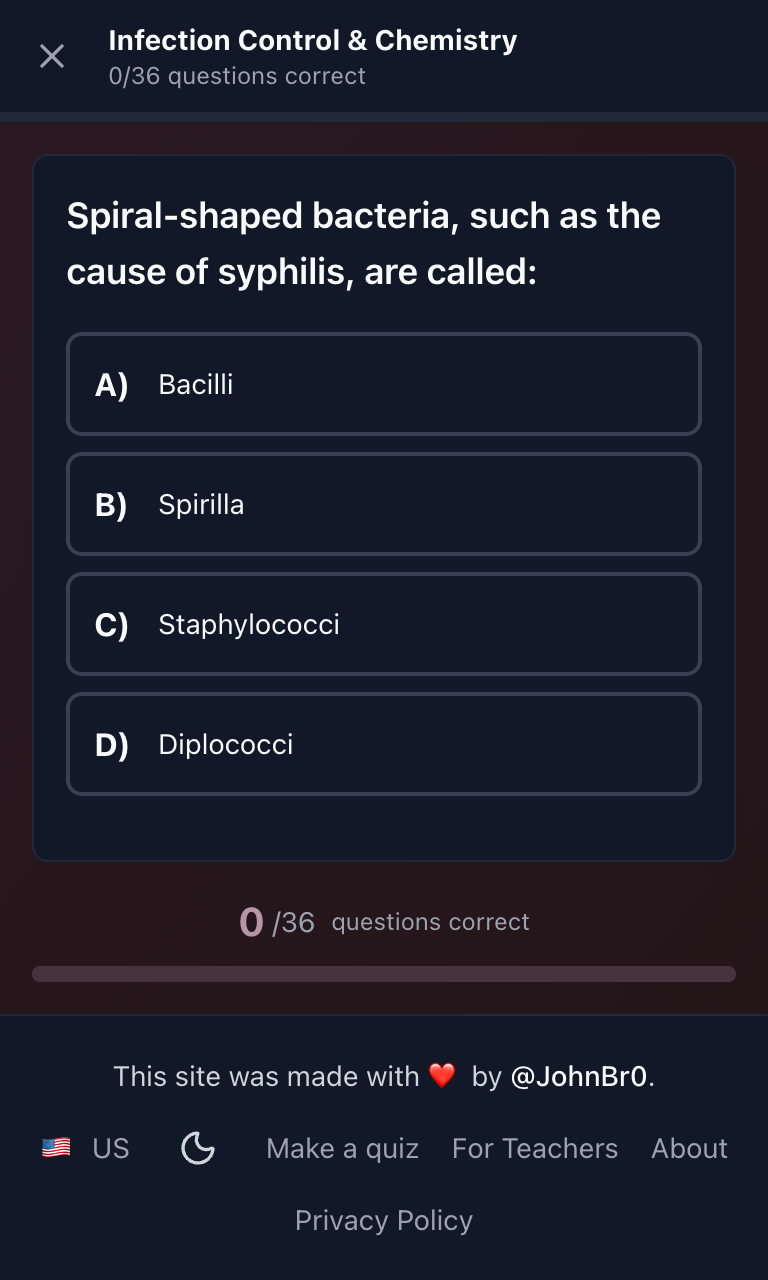 Infection Control & Chemistry
0/36 questions correct
Spiral-shaped bacteria, such as the
cause of syphilis, are called:
A) Bacilli
B) Spirilla
C) Staphylococci
D) Diplococci
0 /36 questions correct
This site was made with ❤️ by @JohnBr0.
🇺🇸 US Make a quiz For Teachers About
Privacy Policy